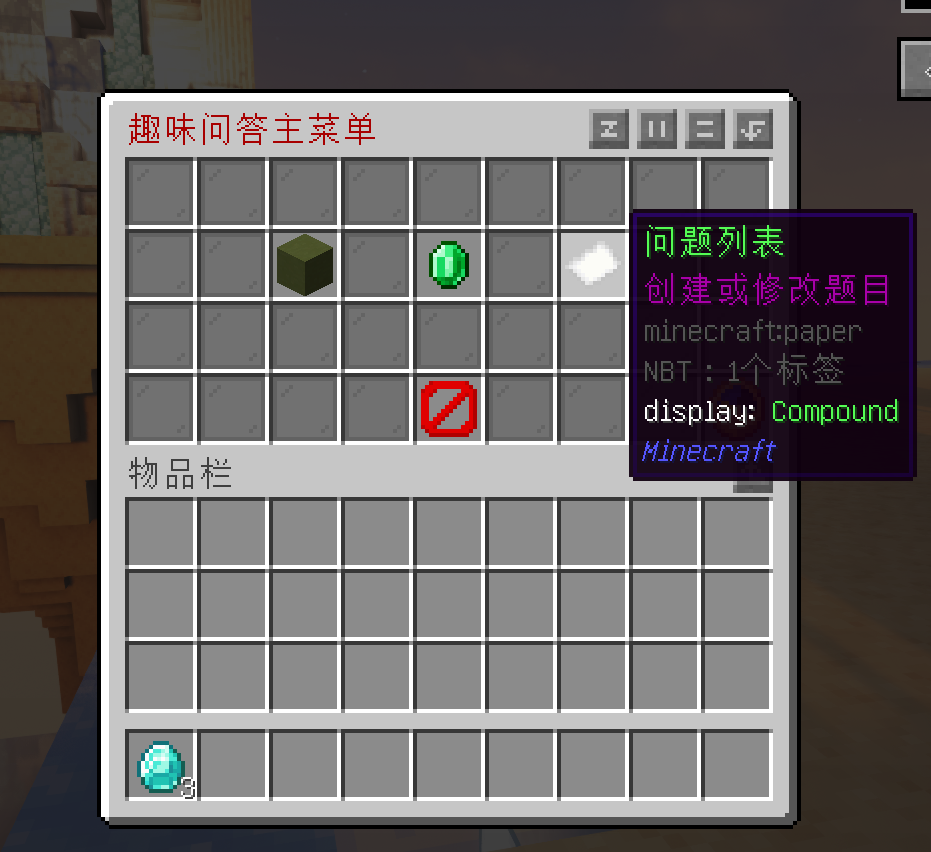 趣味问答主菜单
问题列表
创建或修改题目
minecraft:paper
NBT：1个标签
display: Compound
Minecraft
物品栏
3